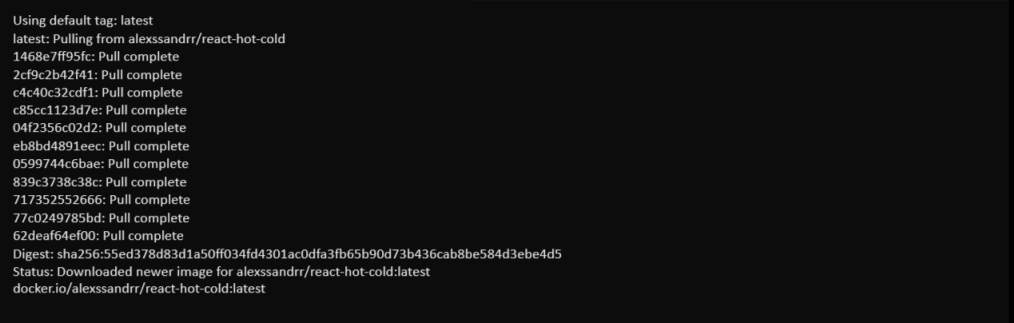 Using default tag: latest
latest: Pulling from alexssandrr/react-hot-cold
1468e7ff95fc: Pull complete
2cf9c2b42f41: Pull complete
c4c40c32cdf1: Pull complete
c85cc1123d7e: Pull complete
04f2356c02d2: Pull complete
eb8bd4891eec: Pull complete
0599744c6bae: Pull complete
839c3738c38c: Pull complete
717352552666: Pull complete
77c0249785bd: Pull complete
62deaf64ef00: Pull complete
Digest: sha256:55ed378d83d1a50ff034fd4301ac0dfa3fb65b90d73b436cab8be584d3ebe4d5
Status: Downloaded newer image for alexssandrr/react-hot-cold:latest
docker.io/alexssandrr/react-hot-cold:latest